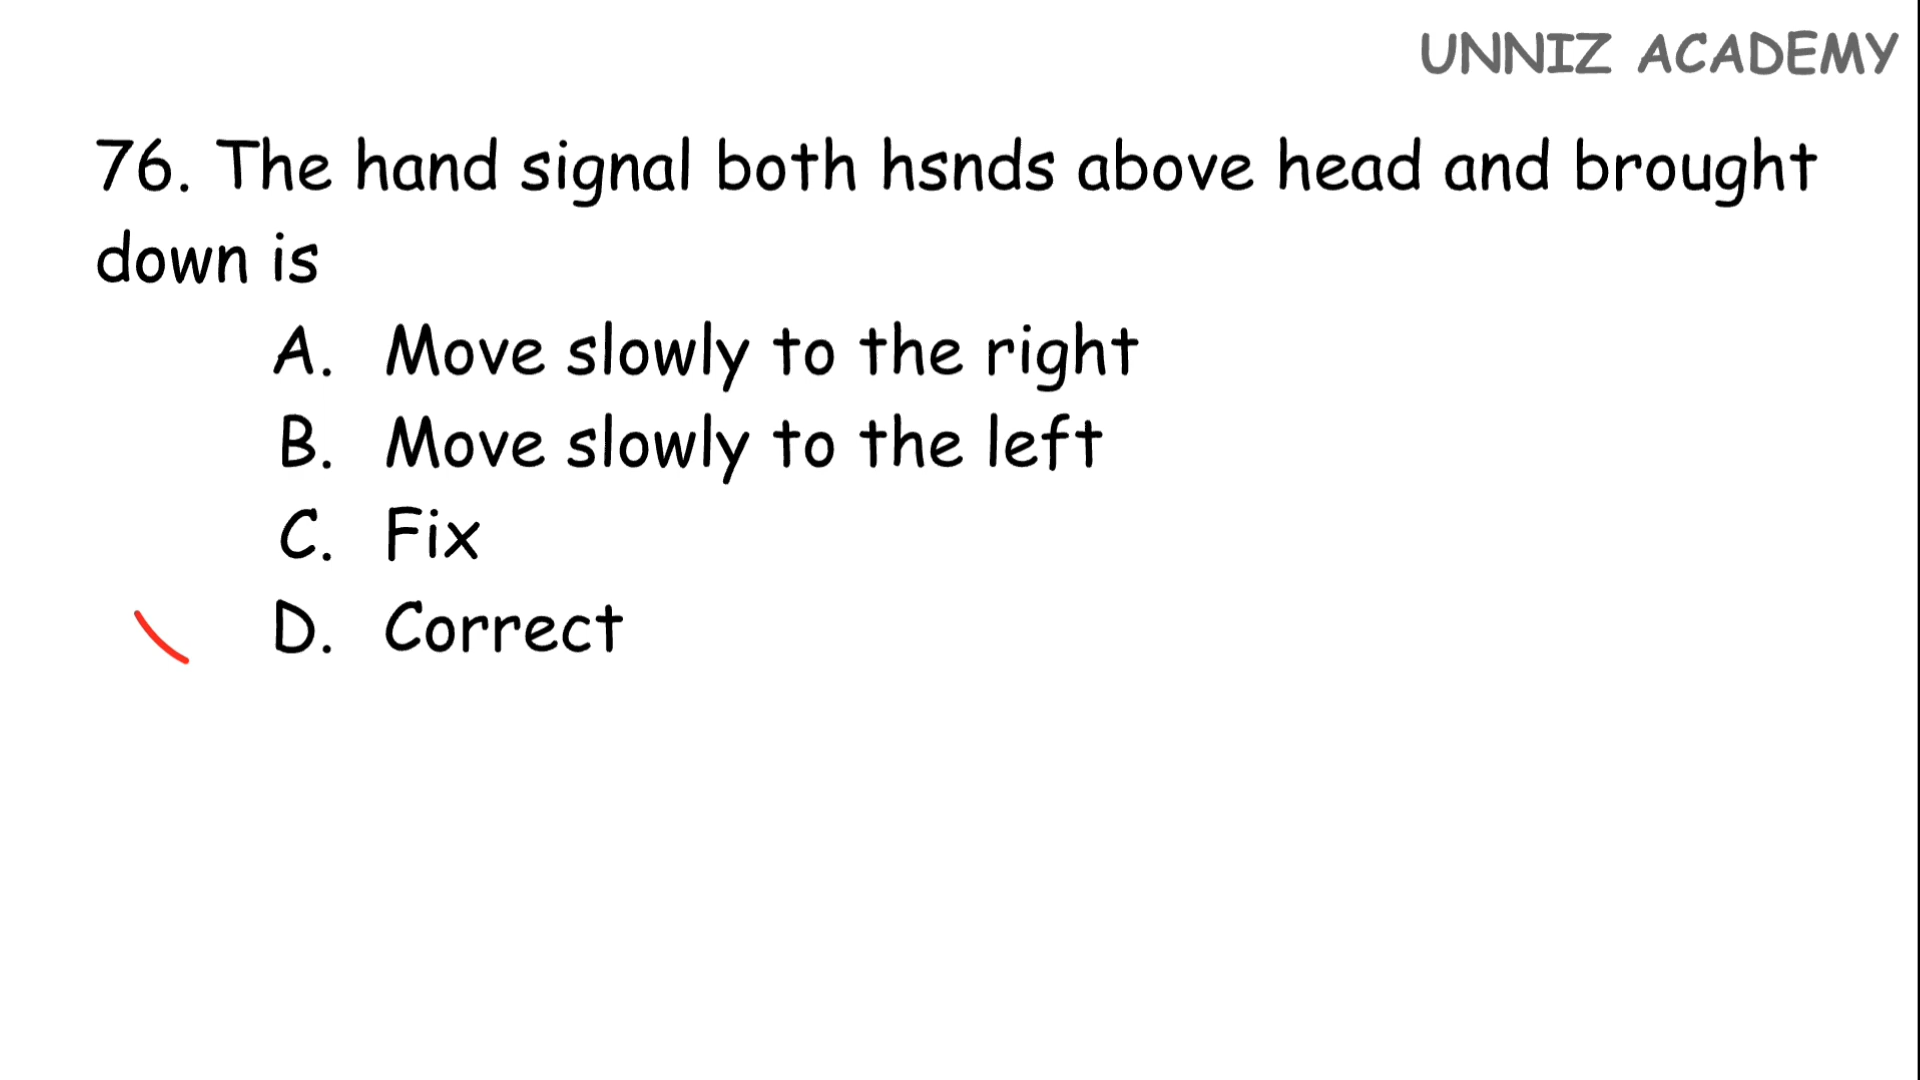 UNNIZ ACADEMY
76. The hand signal both hsnds above head and brought
down is
A. Move slowly to the right
B. Move slowly to the left
C. Fix
D. Correct